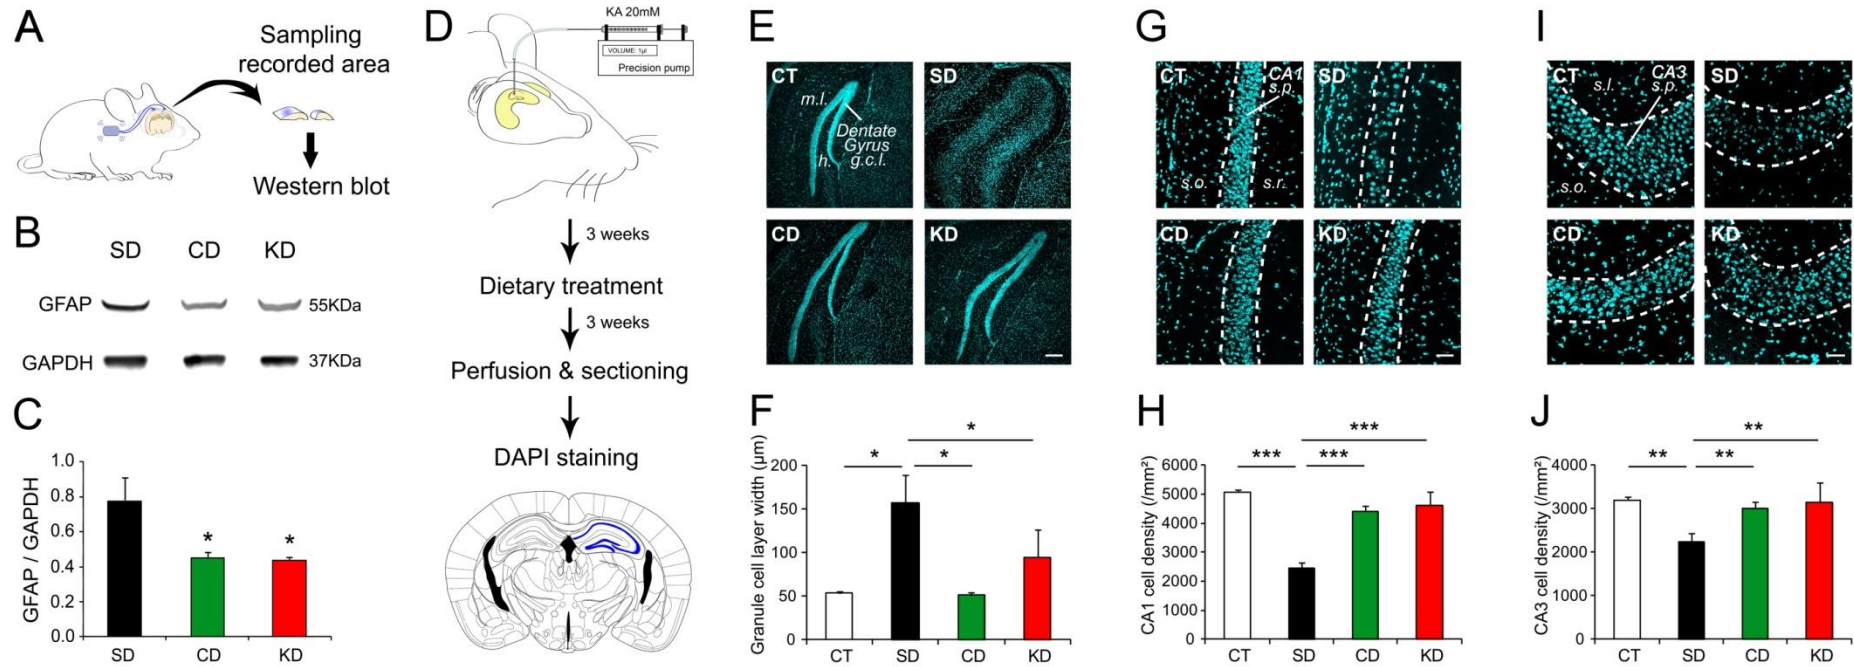 A
Sampling
recorded area
Western blot
B
SD CD KD
GFAP 55KDa
GAPDH 37KDa
C
GFAP / GAPDH
1.0
0.8
0.6
0.4
0.2
0.0
* *
SD CD KD
D
KA 20mM
VOLUME: 1µl
Precision pump
3 weeks
Dietary treatment
3 weeks
Perfusion & sectioning
DAPI staining
E
CT
m.l.
Dentate
Gyrus
g.c.l.
h.
SD
CD
KD
F
Granule cell layer width (µm)
200
150
100
50
0
*
* *
CT SD CD KD
G
CT
CA1
s.p.
s.o.
s.r.
SD
CD
KD
H
CA1 cell density (/mm²)
6000
5000
4000
3000
2000
1000
0
***
*** ***
CT SD CD KD
I
CT
s.l.
CA3
s.p.
s.o.
SD
CD
KD
J
CA3 cell density (/mm²)
4000
3000
2000
1000
0
**
** **
CT SD CD KD